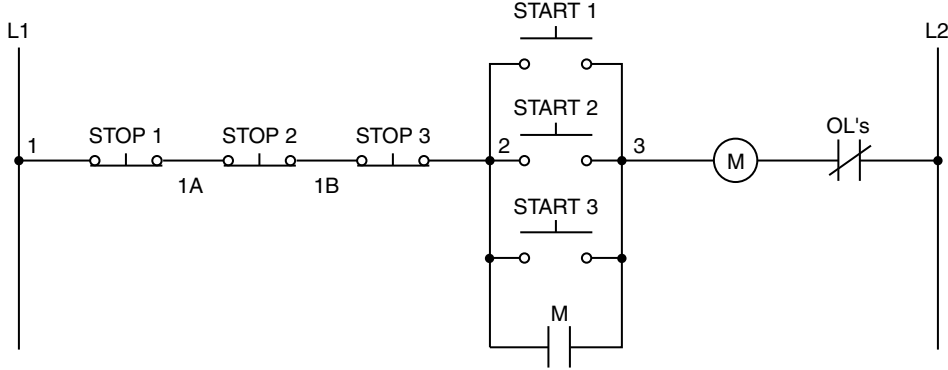 START 1
L1
L2
START 2
OL's
1
STOP 1
STOP 2
STOP 3
2
3
M
1A
1B
START 3
M